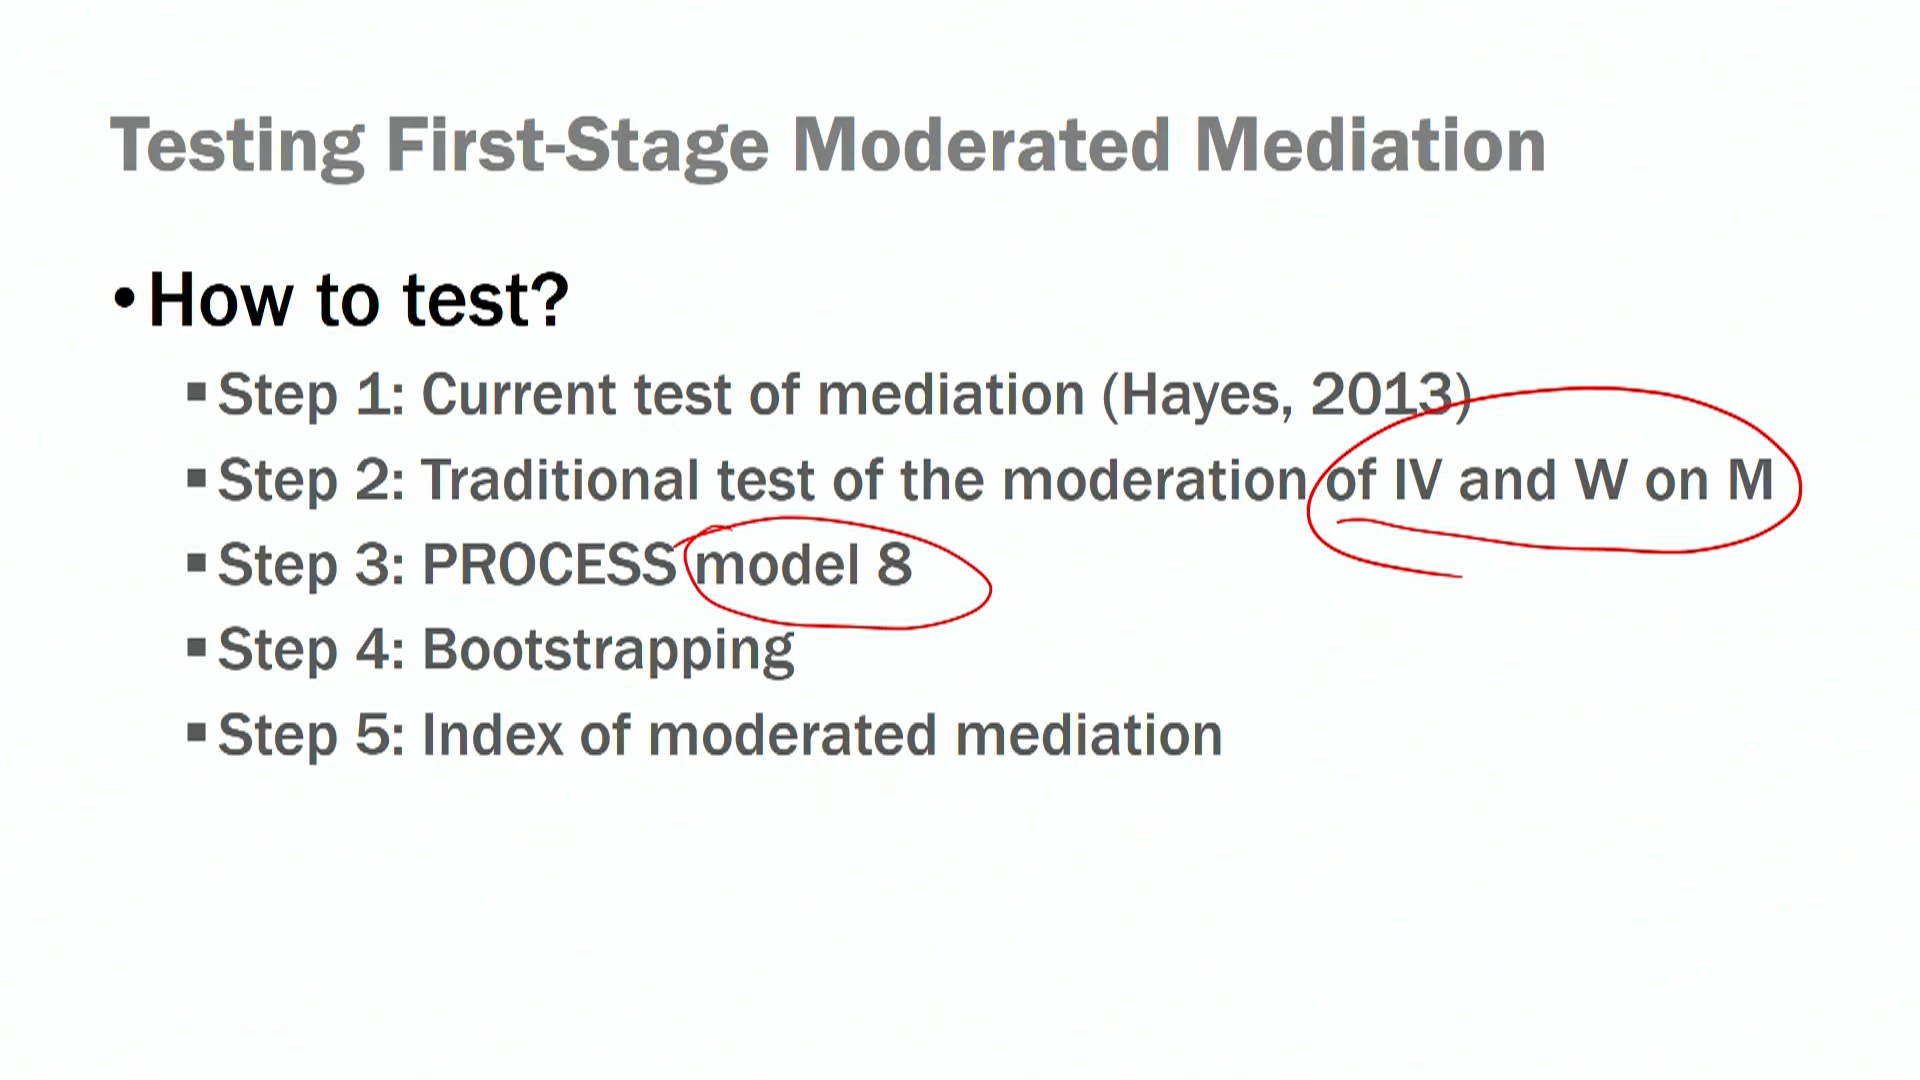 Testing First-Stage Moderated Mediation
• How to test?
▪ Step 1: Current test of mediation (Hayes, 2013)
▪ Step 2: Traditional test of the moderation of IV and W on M
▪ Step 3: PROCESS model 8
▪ Step 4: Bootstrapping
▪ Step 5: Index of moderated mediation